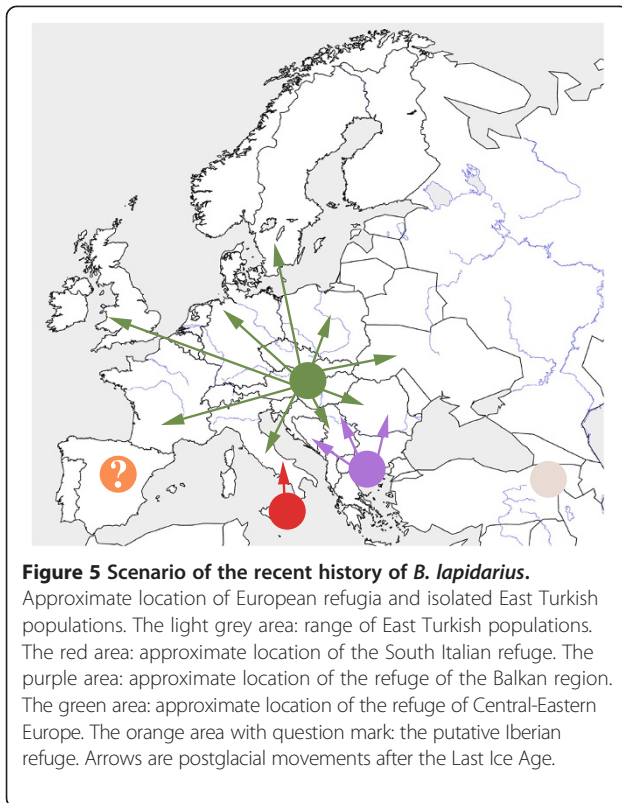 ?
Figure 5 Scenario of the recent history of B. lapidarius.
Approximate location of European refugia and isolated East Turkish
populations. The light grey area: range of East Turkish populations.
The red area: approximate location of the South Italian refuge. The
purple area: approximate location of the refuge of the Balkan region.
The green area: approximate location of the refuge of Central-Eastern
Europe. The orange area with question mark: the putative Iberian
refuge. Arrows are postglacial movements after the Last Ice Age.